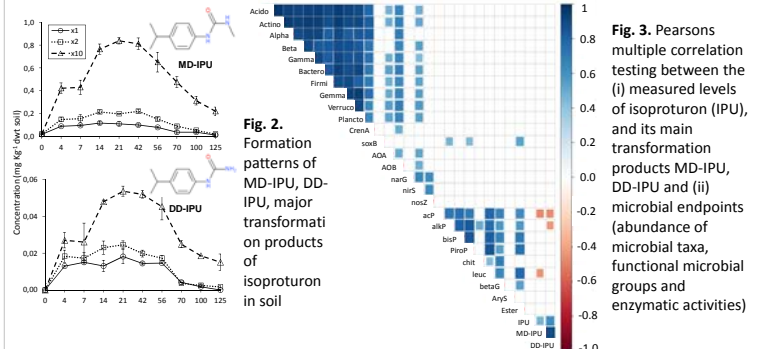 1,0
0,8
0,6
0,4
0,2
0,0
x1
x2
x10
MD-IPU
0 4 7 14 21 42 56 70 100 125
0,06
0,04
0,02
0,00
DD-IPU
0 4 7 14 21 42 56 70 100 125
Concentration(mg Kg-1 dwt soil)
Fig. 2.
Formation
patterns of
MD-IPU, DD-
IPU, major
transformati
on products
of
isoproturon
in soil
Acido
Actino
Alpha
Beta
Gamma
Bactero
Firmi
Gemma
Verruco
Plancto
CrenA
soxB
AOA
AOB
narG
nirS
nosZ
acP
alkP
bisP
PiroP
chit
leuc
betaG
AryS
Ester
IPU
MD-IPU
DD-IPU
1
0.8
0.6
0.4
0.2
0.0
-0.2
-0.4
-0.6
-0.8
-1.0
Fig. 3. Pearsons
multiple correlation
testing between the
(i) measured levels
of isoproturon (IPU),
and its main
transformation
products MD-IPU,
DD-IPU and (ii)
microbial endpoints
(abundance of
microbial taxa,
functional microbial
groups and
enzymatic activities)